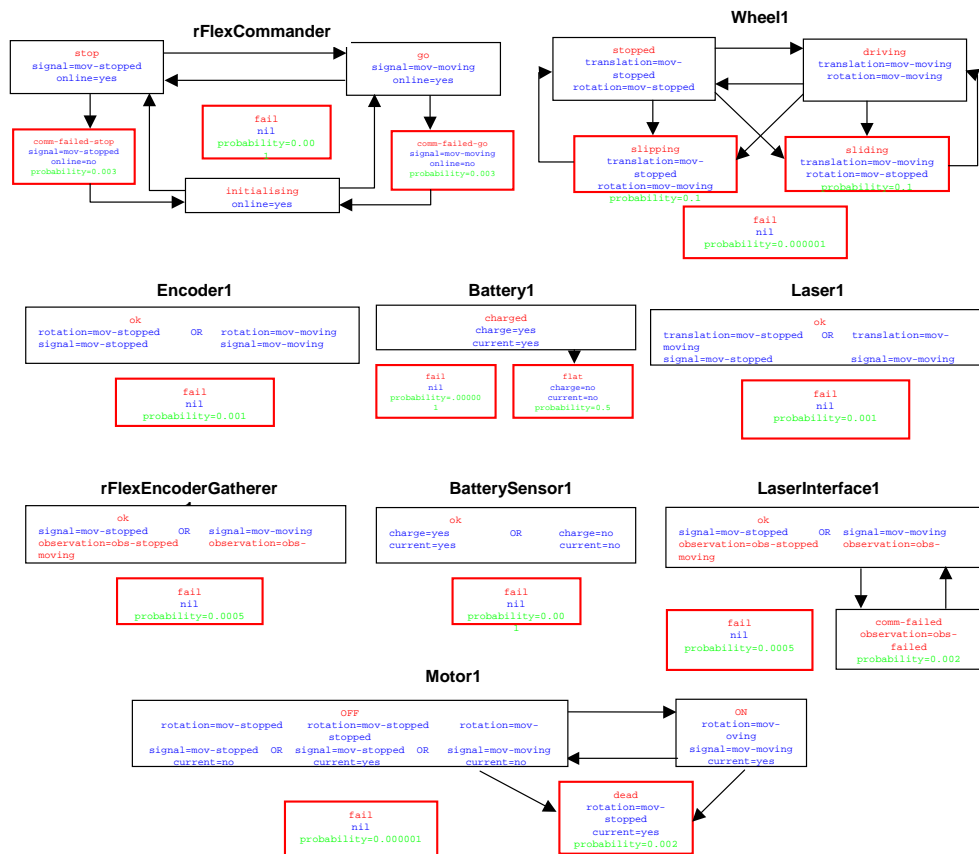 rFlexCommander
stop
signal=mov-stopped
online=yes
go
signal=mov-moving
online=yes
fail
nil
probability=0.00
1
comm-failed-stop
signal=mov-stopped
online=no
probability=0.003
comm-failed-go
signal=mov-moving
online=no
probability=0.003
initialising
online=yes
Wheel1
stopped
translation=mov-
stopped
rotation=mov-stopped
driving
translation=mov-moving
rotation=mov-moving
slipping
translation=mov-
stopped
rotation=mov-moving
probability=0.1
sliding
translation=mov-moving
rotation=mov-stopped
probability=0.1
fail
nil
probability=0.000001
Encoder1
ok
rotation=mov-stopped OR rotation=mov-moving
signal=mov-stopped signal=mov-moving
fail
nil
probability=0.001
Battery1
charged
charge=yes
current=yes
fail
nil
probability=.00000
1
flat
charge=no
current=no
probability=0.5
Laser1
ok
translation=mov-stopped OR translation=mov-
moving
signal=mov-stopped signal=mov-moving
fail
nil
probability=0.001
rFlexEncoderGatherer
1
ok
signal=mov-stopped OR signal=mov-moving
observation=obs-stopped observation=obs-
moving
fail
nil
probability=0.0005
BatterySensor1
ok
charge=yes OR charge=no
current=yes current=no
fail
nil
probability=0.00
1
LaserInterface1
ok
signal=mov-stopped OR signal=mov-moving
observation=obs-stopped observation=obs-
moving
fail
nil
probability=0.0005
comm-failed
observation=obs-
failed
probability=0.002
Motor1
OFF
rotation=mov-stopped rotation=mov-stopped rotation=mov-
stopped
signal=mov-stopped OR signal=mov-stopped OR signal=mov-moving
current=no current=yes current=no
ON
rotation=mov-
oving
signal=mov-moving
current=yes
dead
rotation=mov-
stopped
current=yes
probability=0.002
fail
nil
probability=0.000001